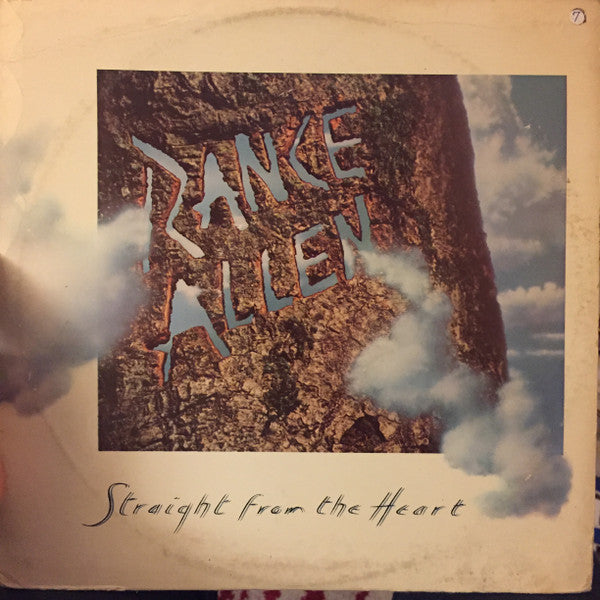 7
RANCE
ALLEN
Straight from the Heart